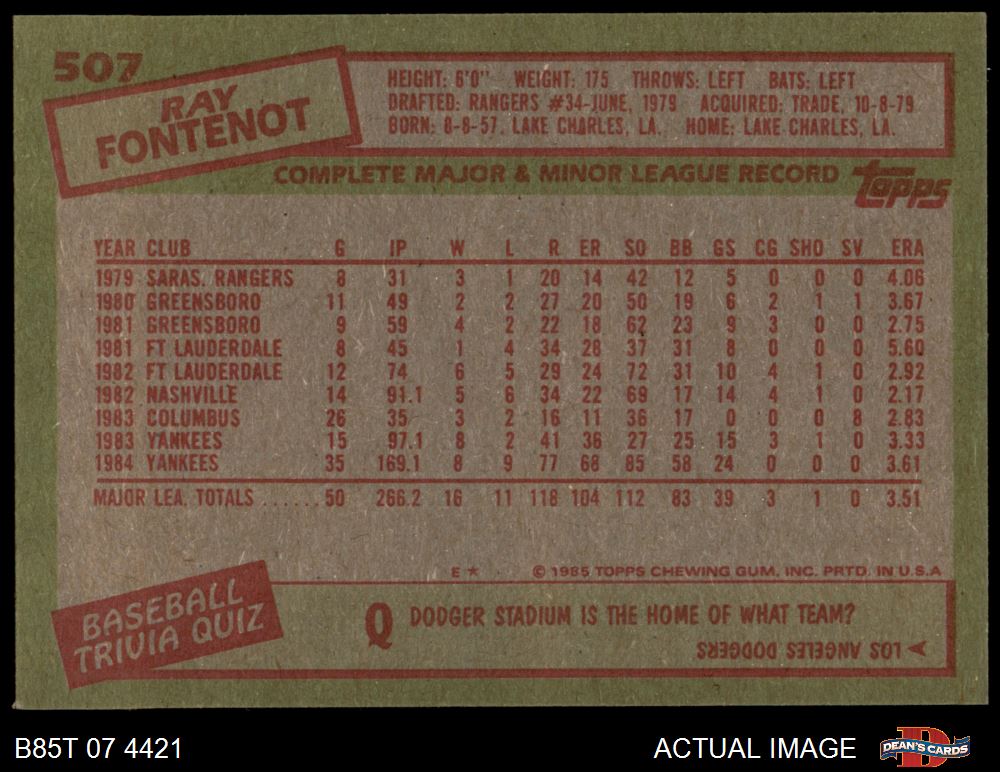 507
RAY
FONTENOT
HEIGHT: 6'0" WEIGHT: 175 THROWS: LEFT BATS: LEFT
DRAFTED: RANGERS #34-JUNE, 1979 ACQUIRED: TRADE, 10-8-79
BORN: 8-8-57, LAKE CHARLES, LA. HOME: LAKE CHARLES, LA.
COMPLETE MAJOR & MINOR LEAGUE RECORD topps
YEAR CLUB G IP W L R ER SO BB GS CG SHO SV ERA
1979 SARAS. RANGERS 8 31 3 1 20 14 42 12 5 0 0 0 4.06
1980 GREENSBORO 11 49 2 2 27 20 50 19 6 2 1 1 3.67
1981 GREENSBORO 9 59 4 2 22 18 62 23 9 3 0 0 2.75
1981 FT LAUDERDALE 8 45 1 4 34 28 37 31 8 0 0 0 5.60
1982 FT LAUDERDALE 12 74 6 5 29 24 72 31 10 4 1 0 2.92
1982 NASHVILLE 14 91.1 5 6 34 22 69 17 14 4 1 0 2.17
1983 COLUMBUS 26 35 3 2 16 11 36 17 0 0 0 8 2.83
1983 YANKEES 15 97.1 8 2 41 36 27 25 15 3 1 0 3.33
1984 YANKEES 35 169.1 8 9 77 68 85 58 24 0 0 0 3.61
MAJOR LEA. TOTALS ...... 50 266.2 16 11 118 104 112 83 39 3 1 0 3.51
E ★ © 1985 TOPPS CHEWING GUM, INC. PRTD. IN U.S.A
BASEBALL
TRIVIA QUIZ
Q DODGER STADIUM IS THE HOME OF WHAT TEAM?
LOS ANGELES DODGERS
B85T 07 4421 ACTUAL IMAGE D DEAN'S CARDS